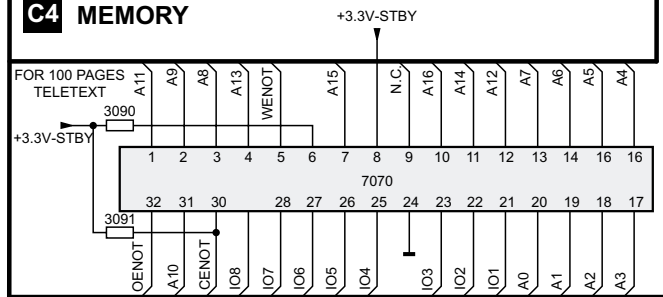 C4 MEMORY
+3.3V-STBY
FOR 100 PAGES
TELETEXT
A11 A9 A8 A13 WENOT A15 N.C. A16 A14 A12 A7 A6 A5 A4
3090
+3.3V-STBY
1 2 3 4 5 6 7 8 9 10 11 12 13 14 16 16
7070
32 31 30 28 27 26 25 24 23 22 21 20 19 18 17
3091
OENOT A10 CENOT IO8 IO7 IO6 IO5 IO4 IO3 IO2 IO1 A0 A1 A2 A3